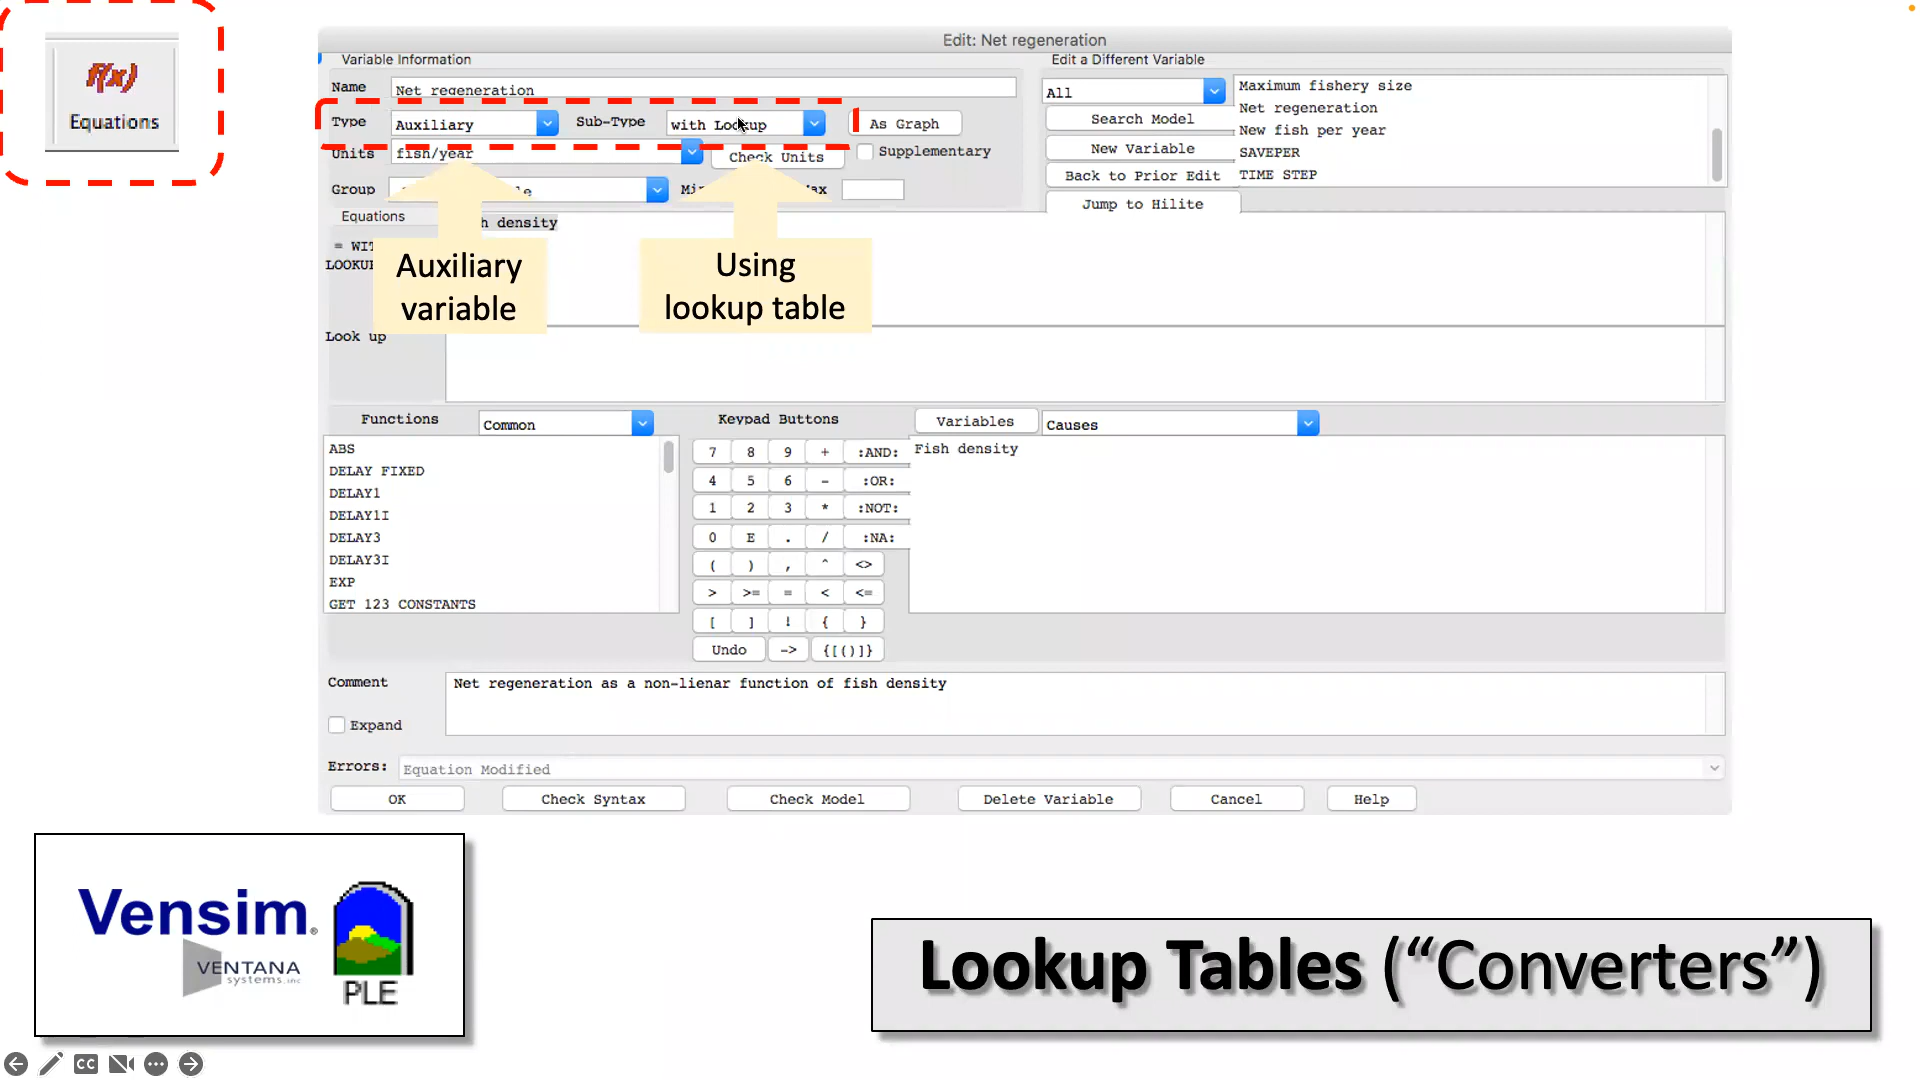 f(x)
Equations
Edit: Net regeneration
Variable Information
Edit a Different Variable
Name
Net regeneration
All
Maximum fishery size
Net regeneration
New fish per year
SAVEPER
TIME STEP
Type
Auxiliary
Sub-Type
with Lookup
As Graph
Search Model
Units
fish/year
Check Units
Supplementary
New Variable
Back to Prior Edit
Group
Jump to Hilite
Equations
density
= WIT
LOOKUP
Auxiliary
variable
Using
lookup table
Look up
Functions
Common
Keypad Buttons
Variables
Causes
ABS
DELAY FIXED
DELAY1
DELAY1I
DELAY3
DELAY3I
EXP
GET 123 CONSTANTS
7 8 9 + :AND:
4 5 6 - :OR:
1 2 3 * :NOT:
0 E . / :NA:
( ) , ^ <>
> >= = < <=
[ ] ! { }
Undo -> {[()]}
Fish density
Comment
Net regeneration as a non-lienar function of fish density
Expand
Errors:
Equation Modified
OK
Check Syntax
Check Model
Delete Variable
Cancel
Help
Vensim®
VENTANA
systems, inc
PLE
Lookup Tables (“Converters”)
CC